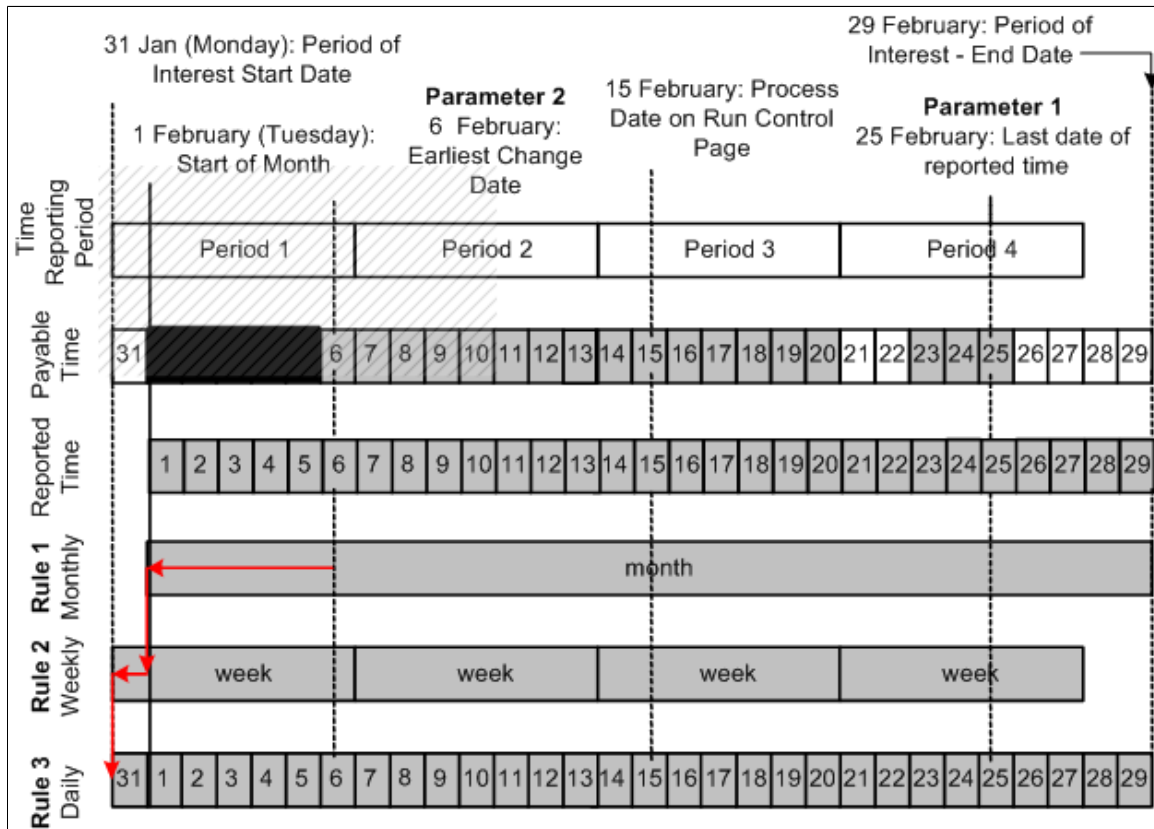 31 Jan (Monday): Period of
Interest Start Date
1 February (Tuesday):
Start of Month
Parameter 2
6 February:
Earliest Change
Date
15 February: Process
Date on Run Control
Page
29 February: Period of
Interest - End Date
Parameter 1
25 February: Last date of
reported time
Time
Reporting
Period
Period 1 Period 2 Period 3 Period 4
Payable
Time
31 6 7 8 9 10 11 12 13 14 15 16 17 18 19 20 21 22 23 24 25 26 27 28 29
Reported
Time
1 2 3 4 5 6 7 8 9 10 11 12 13 14 15 16 17 18 19 20 21 22 23 24 25 26 27 28 29
Rule 1
Monthly
month
Rule 2
Weekly
week week week week
Rule 3
Daily
31 1 2 3 4 5 6 7 8 9 10 11 12 13 14 15 16 17 18 19 20 21 22 23 24 25 26 27 28 29